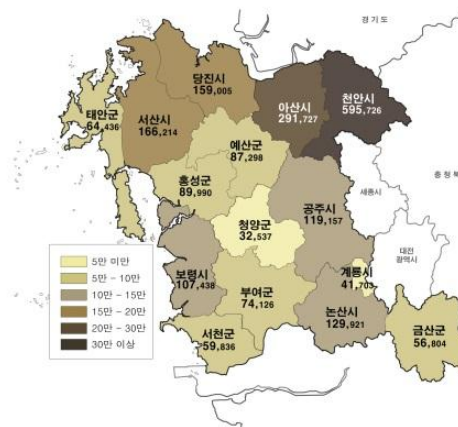 경 기 도
당진시
159,005
아산시
291,727
천안시
595,726
태안군
64,436
서산시
166,214
예산군
87,298
홍성군
89,990
공주시
119,157
세종시
충 청 북
청양군
32,537
대전
광역시
보령시
107,438
부여군
74,126
계룡시
41,703
논산시
129,921
서천군
59,836
금산군
56,804
5만 미만
5만 - 10만
10만 - 15만
15만 - 20만
20만 - 30만
30만 이상